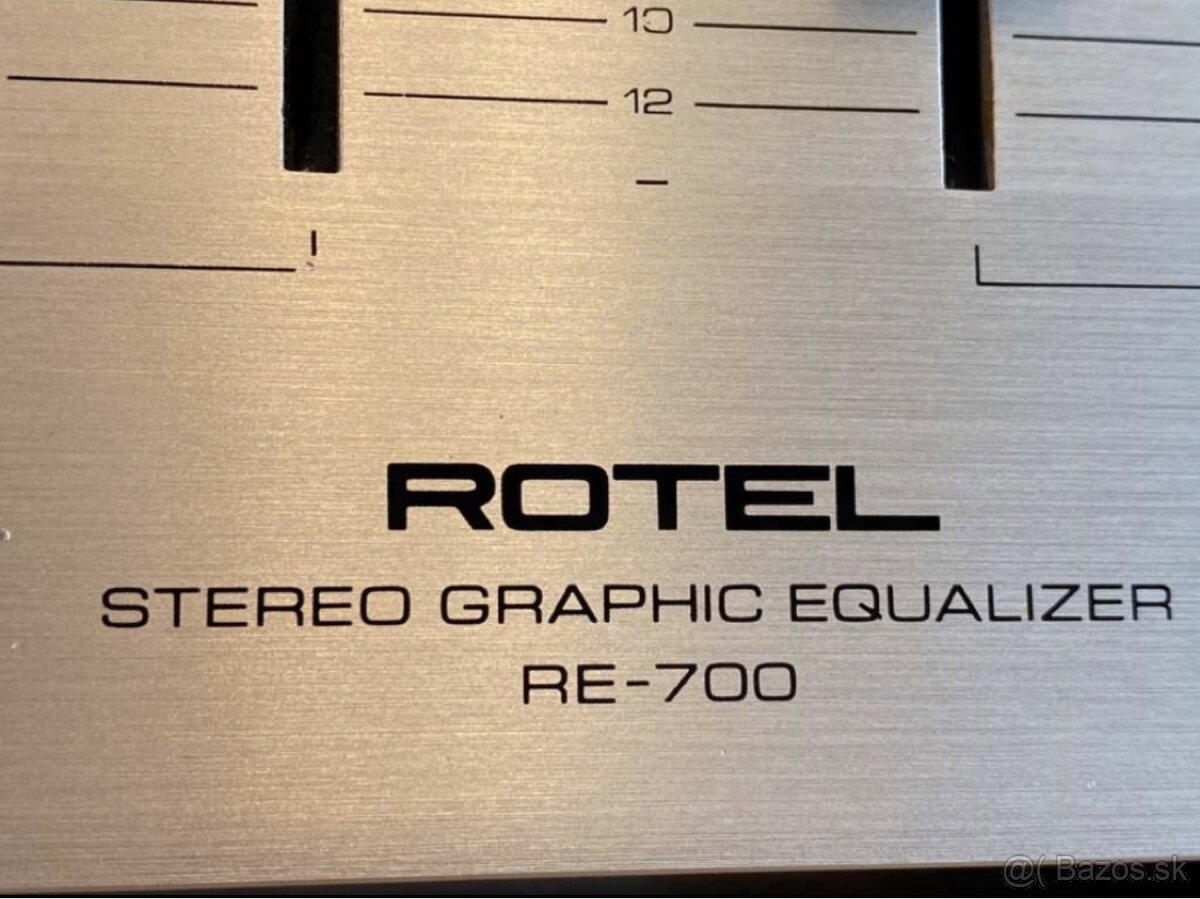 10
12
–
ROTEL
STEREO GRAPHIC EQUALIZER
RE-700
@( Bazos.sk